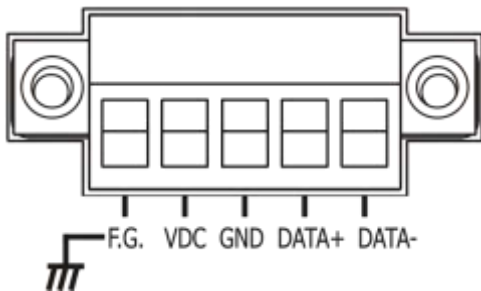 F.G. VDC GND DATA+ DATA-